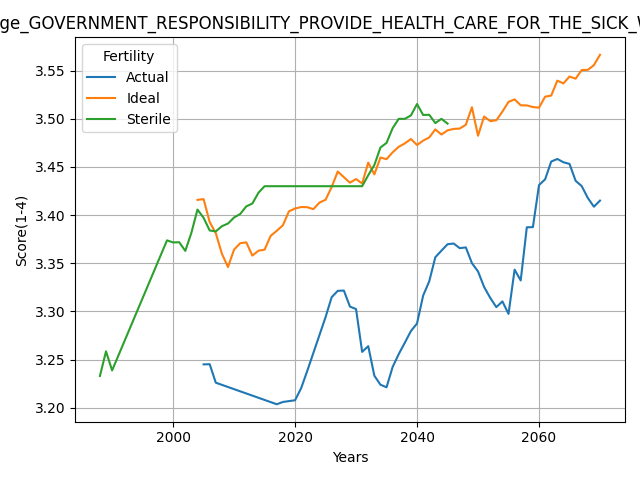 ge_GOVERNMENT_RESPONSIBILITY_PROVIDE_HEALTH_CARE_FOR_THE_SICK_
Fertility
Actual
Ideal
Sterile
Score(1-4)
3.55
3.50
3.45
3.40
3.35
3.30
3.25
3.20
2000 2020 2040 2060
Years